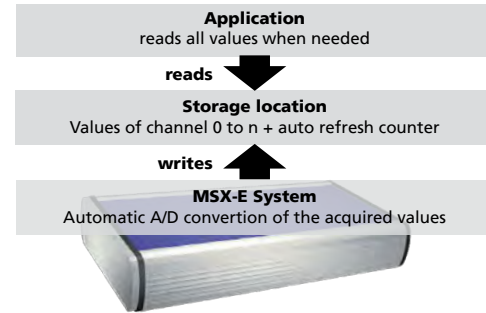 Application
reads all values when needed
reads
Storage location
Values of channel 0 to n + auto refresh counter
writes
MSX-E System
Automatic A/D convertion of the acquired values